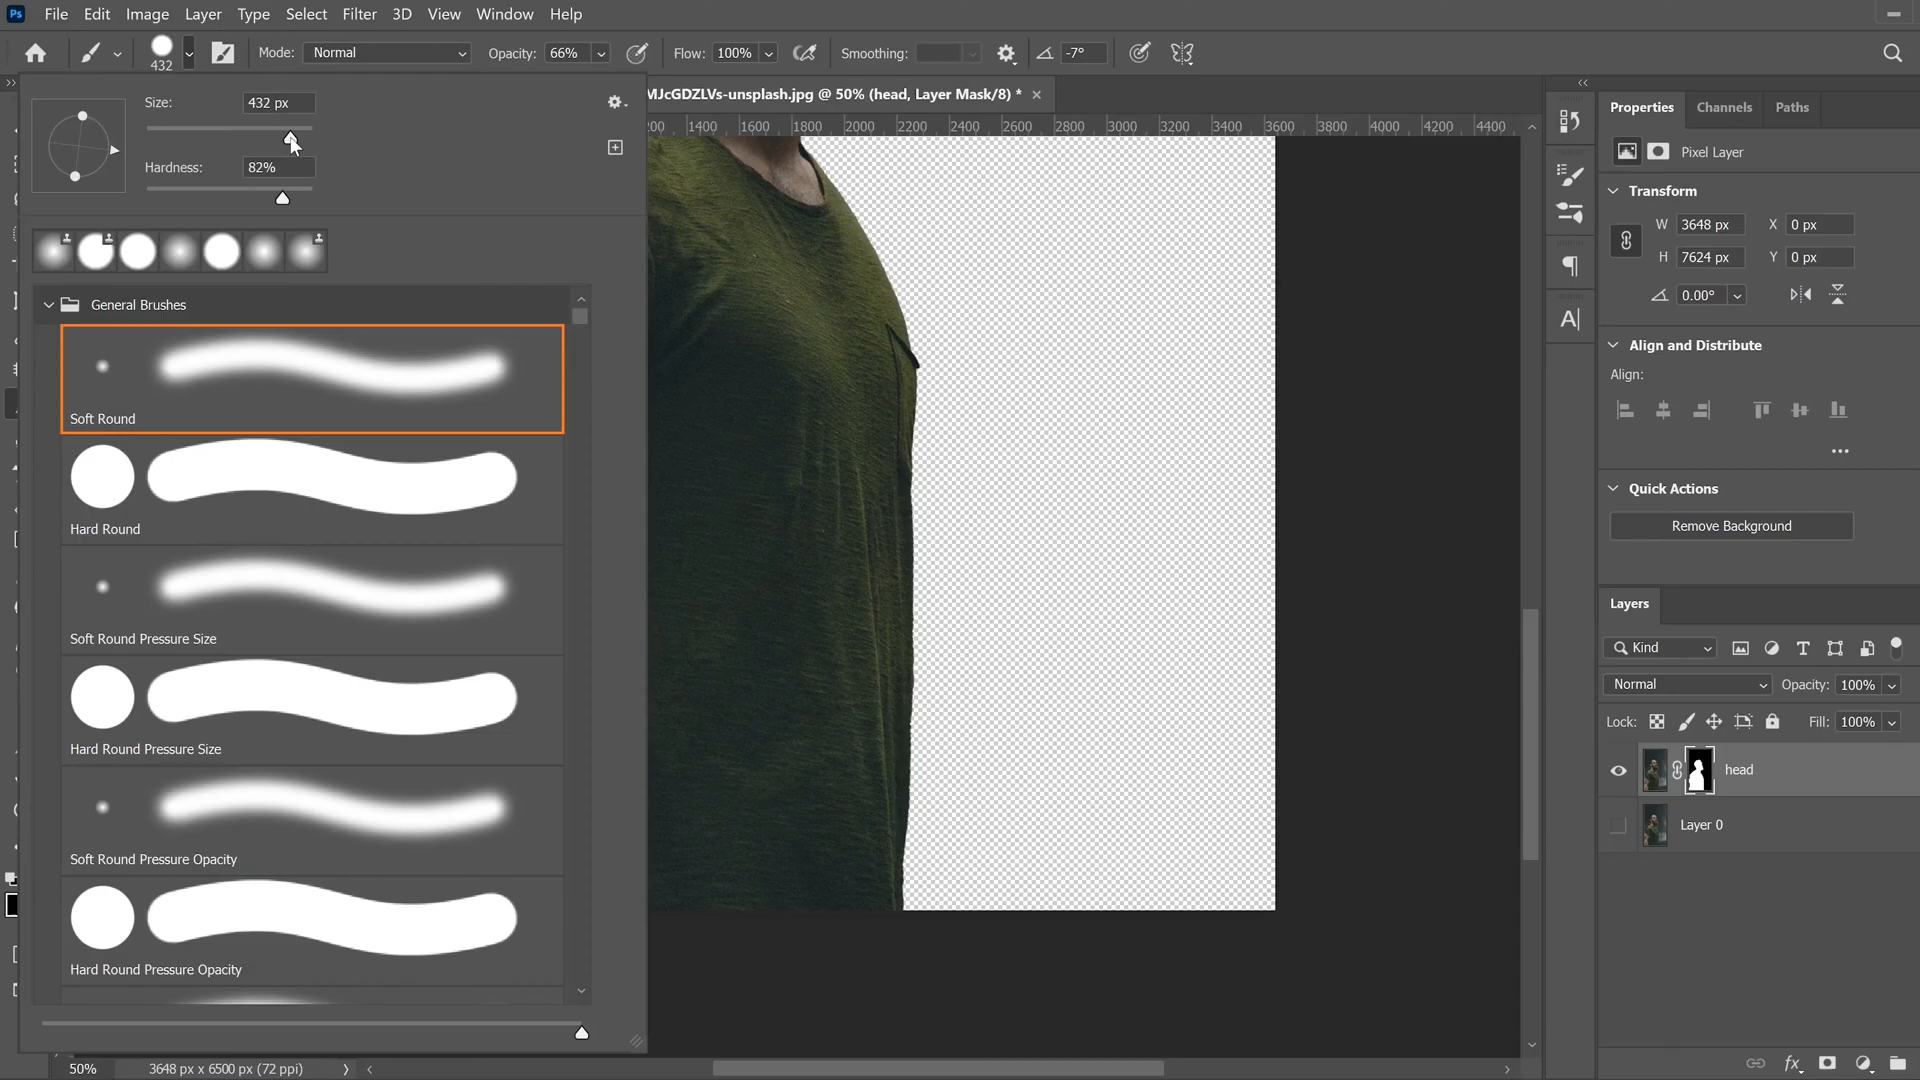 Ps File Edit Image Layer Type Select Filter 3D View Window Help
432 Mode: Normal Opacity: 66% Flow: 100% Smoothing: -7°
Size: 432 px
Hardness: 82%
General Brushes
Soft Round
Hard Round
Soft Round Pressure Size
Hard Round Pressure Size
Soft Round Pressure Opacity
Hard Round Pressure Opacity
MJcGDZLVs-unsplash.jpg @ 50% (head, Layer Mask/8) *
1400 1600 1800 2000 2200 2400 2600 2800 3000 3200 3400 3600 3800 4000 4200 4400
50% 3648 px x 6500 px (72 ppi)
Properties Channels Paths
Pixel Layer
Transform
W 3648 px X 0 px
H 7624 px Y 0 px
0.00°
Align and Distribute
Align:
Quick Actions
Remove Background
Layers
Kind
Normal Opacity: 100%
Lock: Fill: 100%
head
Layer 0
fx